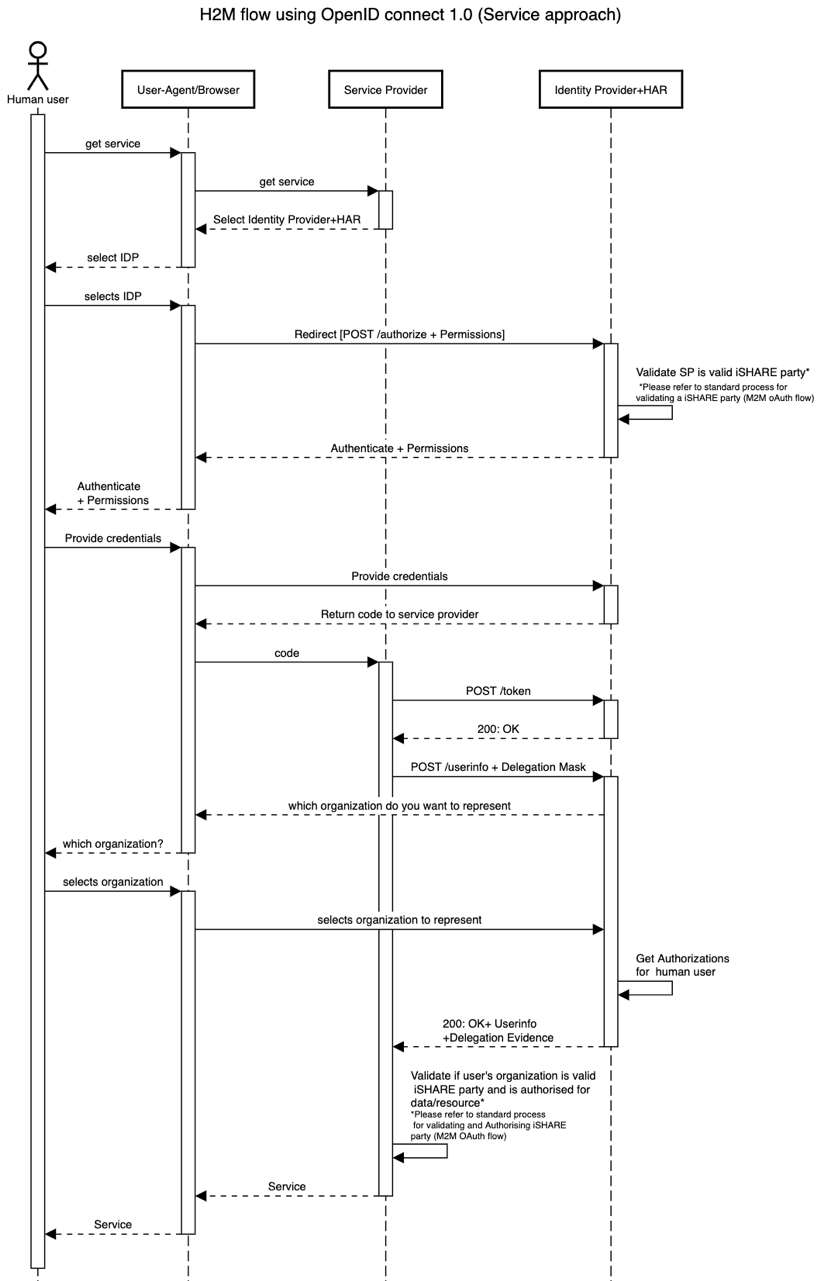 H2M flow using OpenID connect 1.0 (Service approach)
Human user
User-Agent/Browser
Service Provider
Identity Provider+HAR
get service
get service
Select Identity Provider+HAR
select IDP
selects IDP
Redirect [POST /authorize + Permissions]
Validate SP is valid iSHARE party*
*Please refer to standard process for
validating a iSHARE party (M2M oAuth flow)
Authenticate + Permissions
Authenticate
+ Permissions
Provide credentials
Provide credentials
Return code to service provider
code
POST /token
200: OK
POST /userinfo + Delegation Mask
which organization do you want to represent
which organization?
selects organization
selects organization to represent
Get Authorizations
for human user
200: OK+ Userinfo
+Delegation Evidence
Validate if user's organization is valid
iSHARE party and is authorised for
data/resource*
*Please refer to standard process
for validating and Authorising iSHARE
party (M2M OAuth flow)
Service
Service